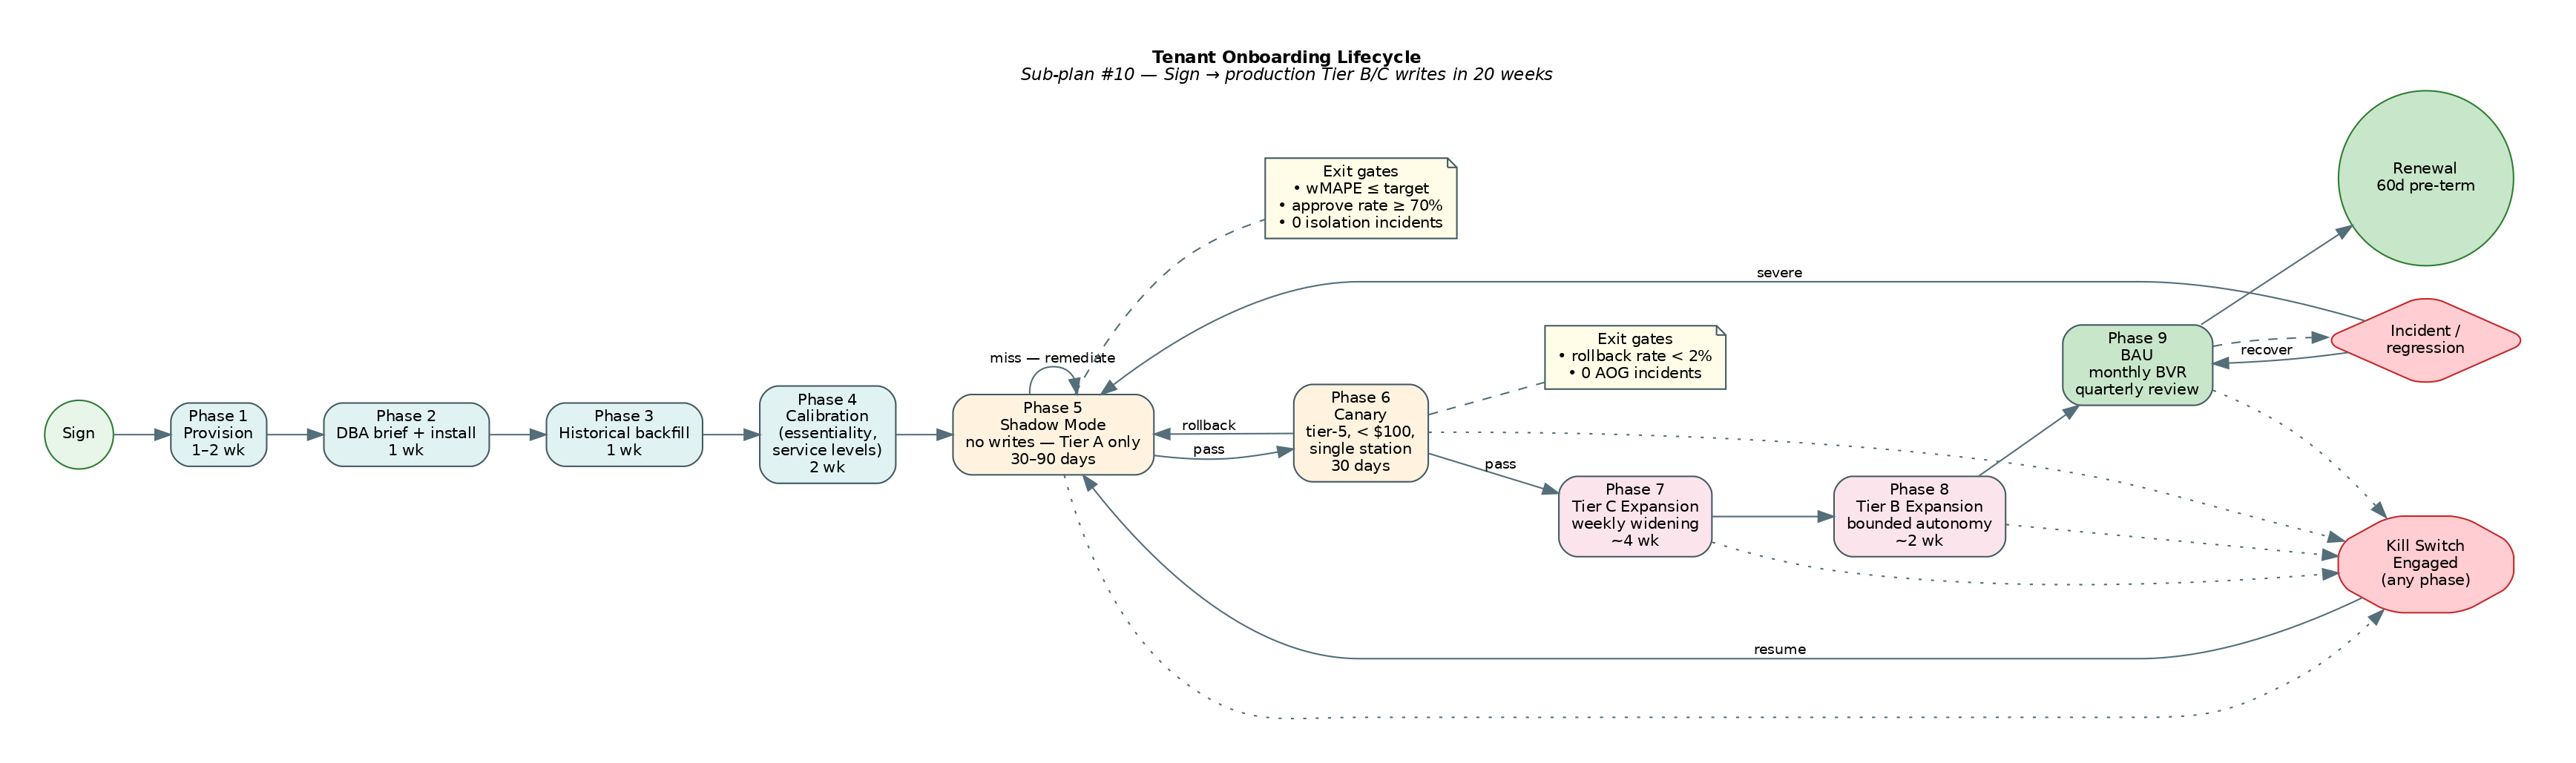 Tenant Onboarding Lifecycle
Sub-plan #10 — Sign → production Tier B/C writes in 20 weeks
Sign
Phase 1
Provision
1–2 wk
Phase 2
DBA brief + install
1 wk
Phase 3
Historical backfill
1 wk
Phase 4
Calibration
(essentiality,
service levels)
2 wk
miss — remediate
Phase 5
Shadow Mode
no writes — Tier A only
30–90 days
Exit gates
• wMAPE ≤ target
• approve rate ≥ 70%
• 0 isolation incidents
rollback
pass
Phase 6
Canary
tier-5, < $100,
single station
30 days
Exit gates
• rollback rate < 2%
• 0 AOG incidents
pass
Phase 7
Tier C Expansion
weekly widening
~4 wk
Phase 8
Tier B Expansion
bounded autonomy
~2 wk
Phase 9
BAU
monthly BVR
quarterly review
severe
recover
Renewal
60d pre-term
Incident /
regression
Kill Switch
Engaged
(any phase)
resume